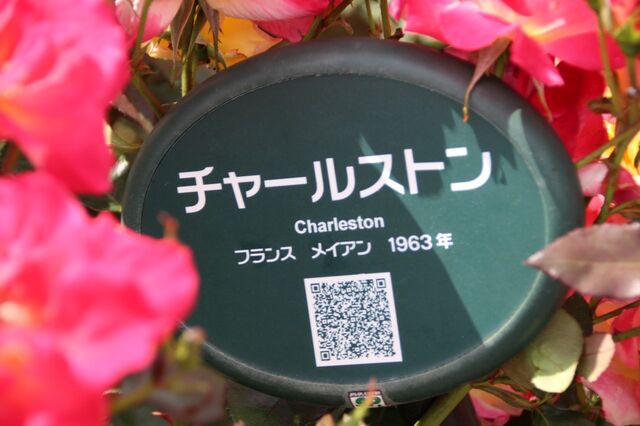 チャールストン
Charleston
フランス メイアン 1963年